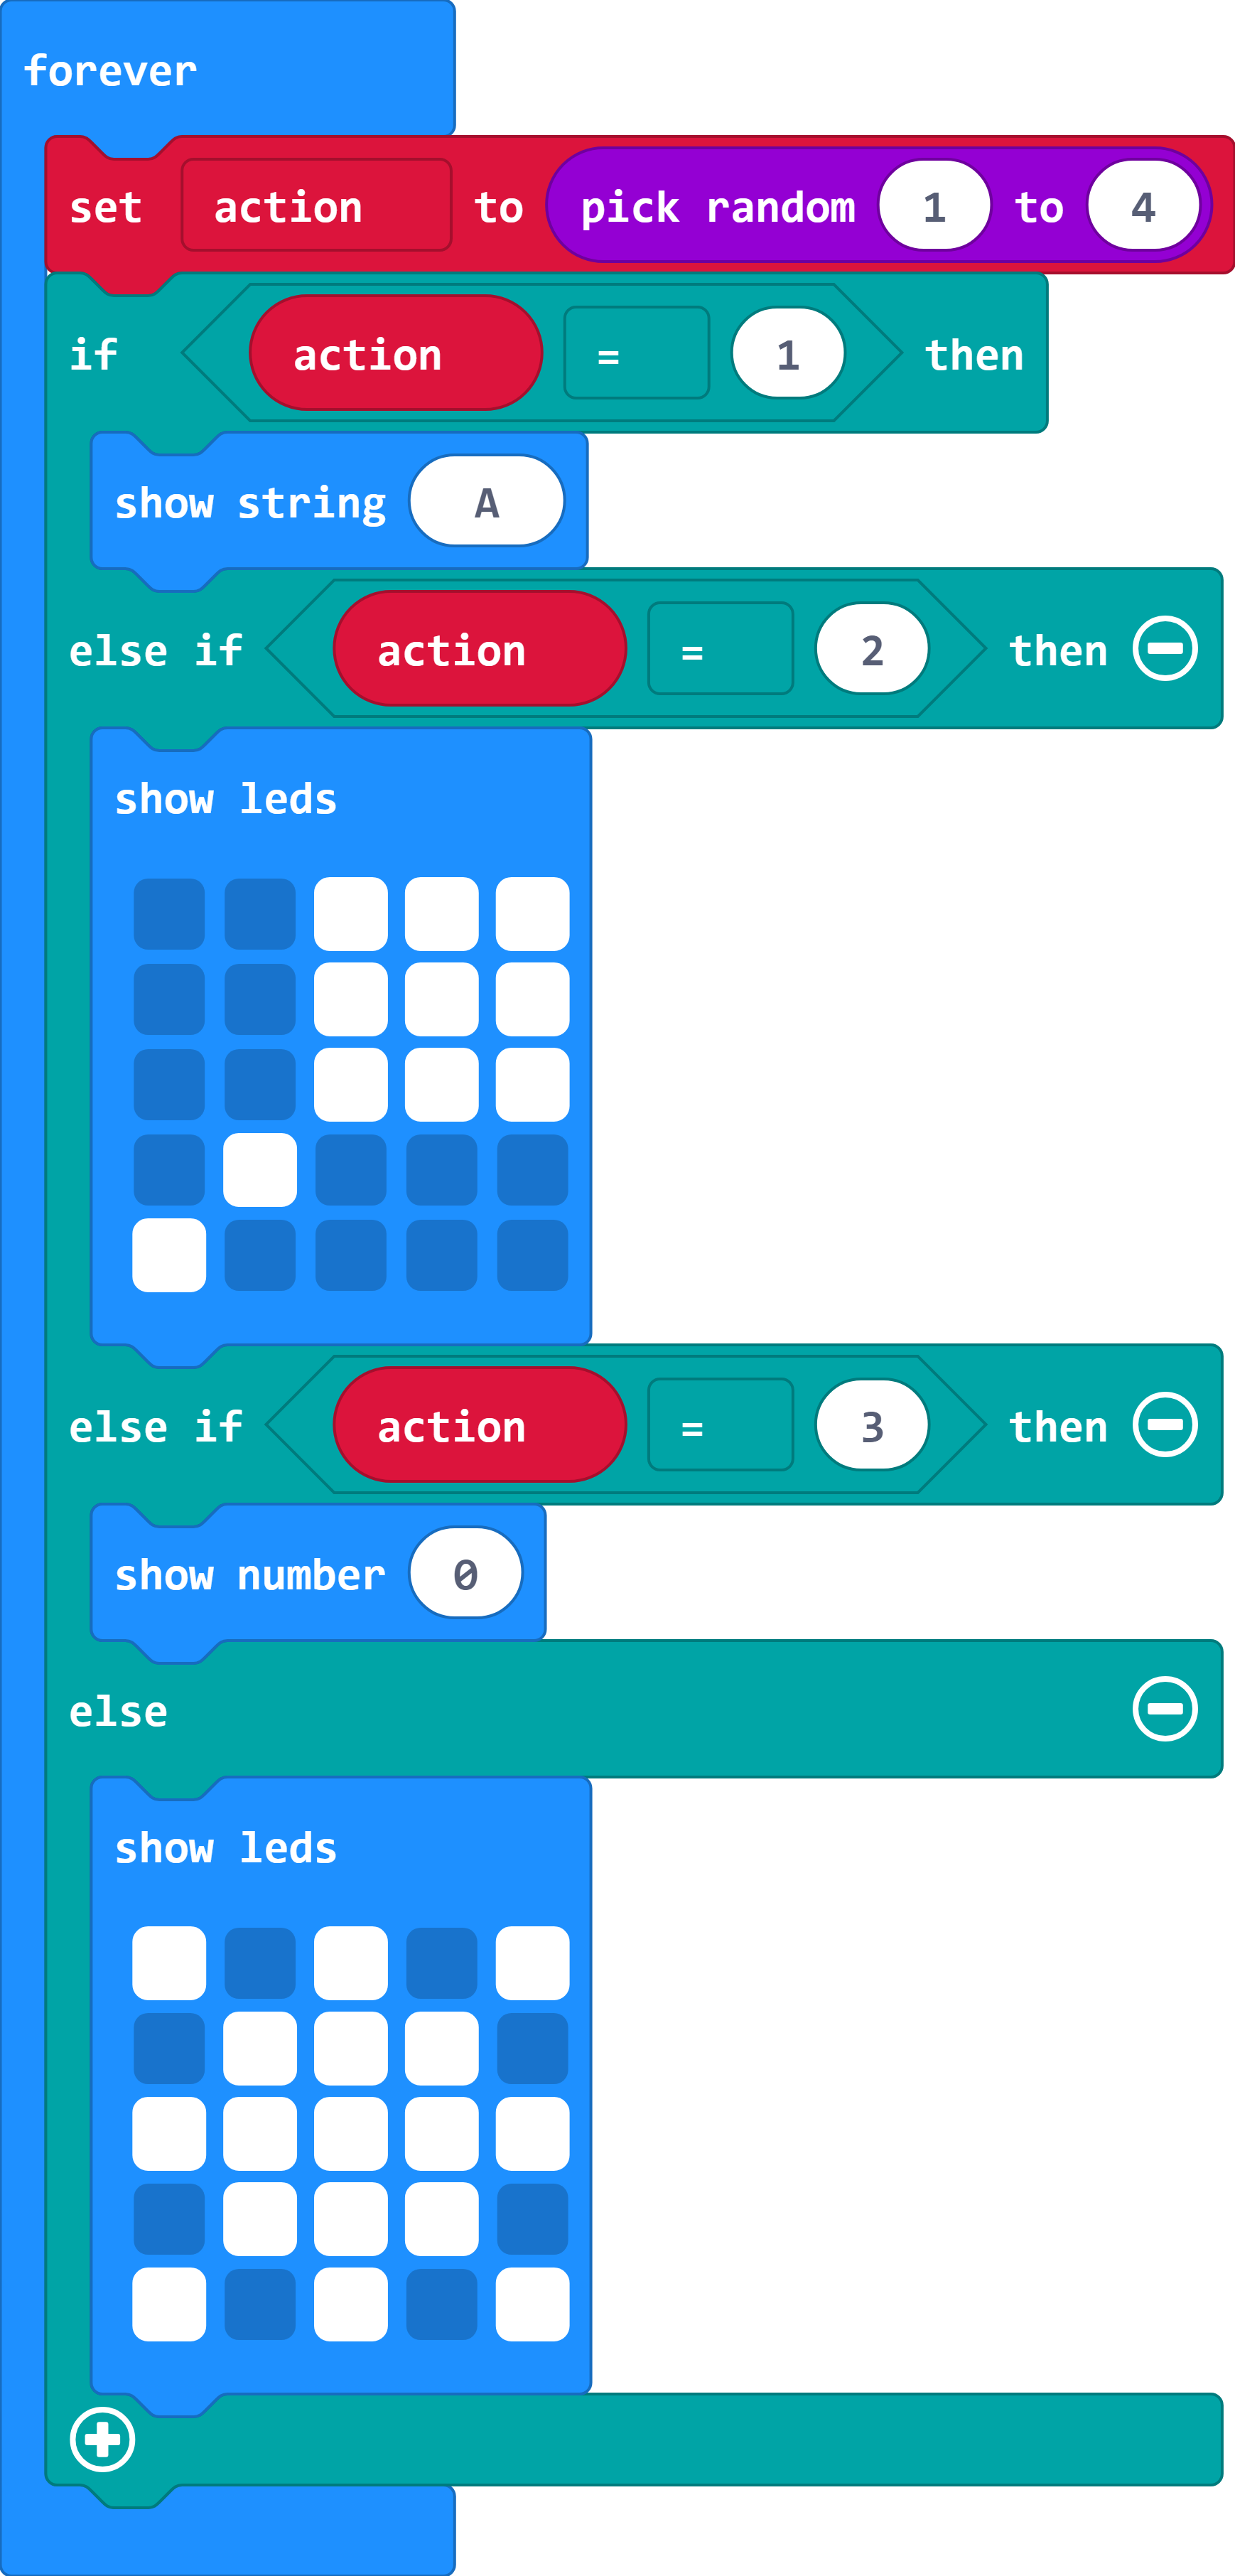 forever
set action to pick random 1 to 4
if action = 1 then
show string A
else if action = 2 then
show leds
else if action = 3 then
show number 0
else
show leds